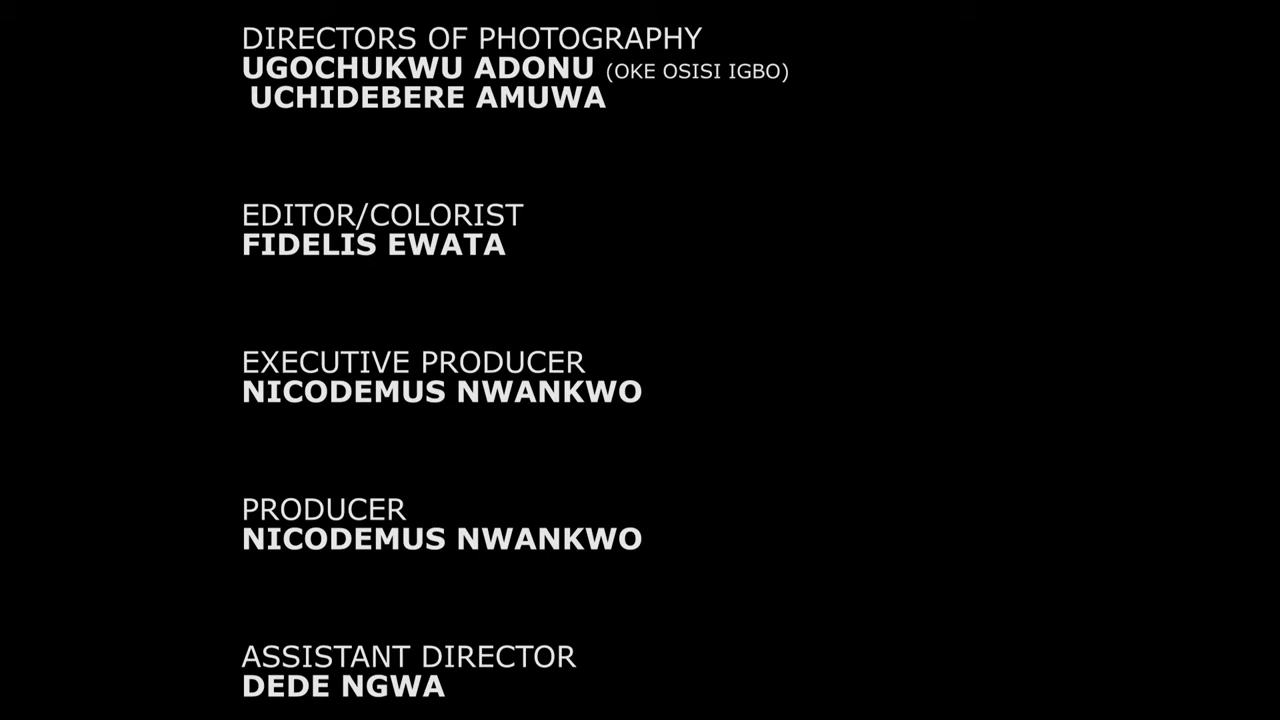 DIRECTORS OF PHOTOGRAPHY
UGOCHUKWU ADONU (OKE OSISI IGBO)
UCHIDEBERE AMUWA
EDITOR/COLORIST
FIDELIS EWATA
EXECUTIVE PRODUCER
NICODEMUS NWANKWO
PRODUCER
NICODEMUS NWANKWO
ASSISTANT DIRECTOR
DEDE NGWA